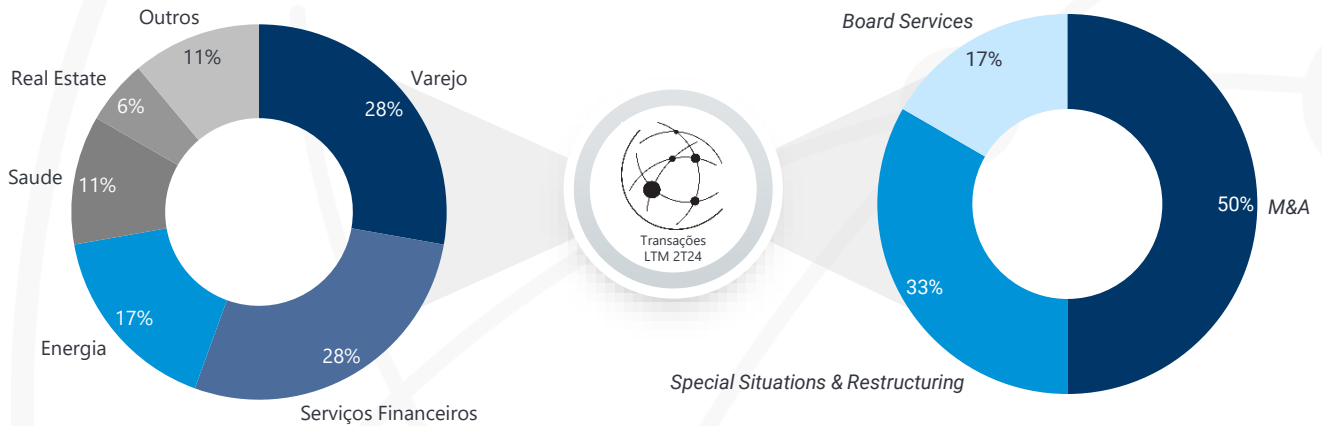 Outros
11%
Real Estate
6%
Varejo
28%
Saude
11%
17%
Energia
28%
Serviços Financeiros
Transações
LTM 2T24
Board Services
17%
50%
M&A
33%
Special Situations & Restructuring